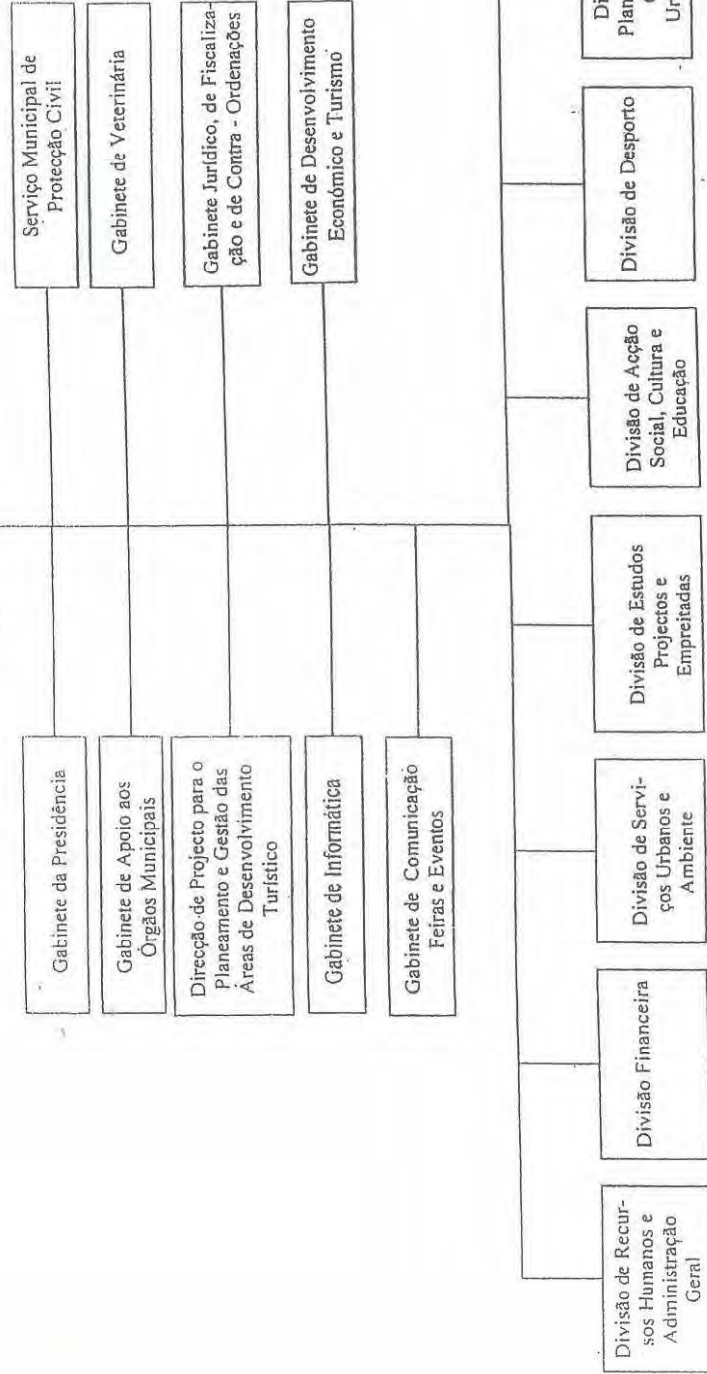 Serviço Municipal de
Protecção Civil
Gabinete de Veterinária
Gabinete Jurídico, de Fiscaliza-
ção e de Contra - Ordenações
Gabinete de Desenvolvimento
Económico e Turismo
Gabinete da Presidência
Gabinete de Apoio aos
Órgãos Municipais
Direcção de Projecto para o
Planeamento e Gestão das
Áreas de Desenvolvimento
Turístico
Gabinete de Informática
Gabinete de Comunicação
Feiras e Eventos
Divisão de Recur-
sos Humanos e
Administração
Geral
Divisão Financeira
Divisão de Servi-
ços Urbanos e
Ambiente
Divisão de Estudos
Projectos e
Empreitadas
Divisão de Acção
Social, Cultura e
Educação
Divisão de Desporto